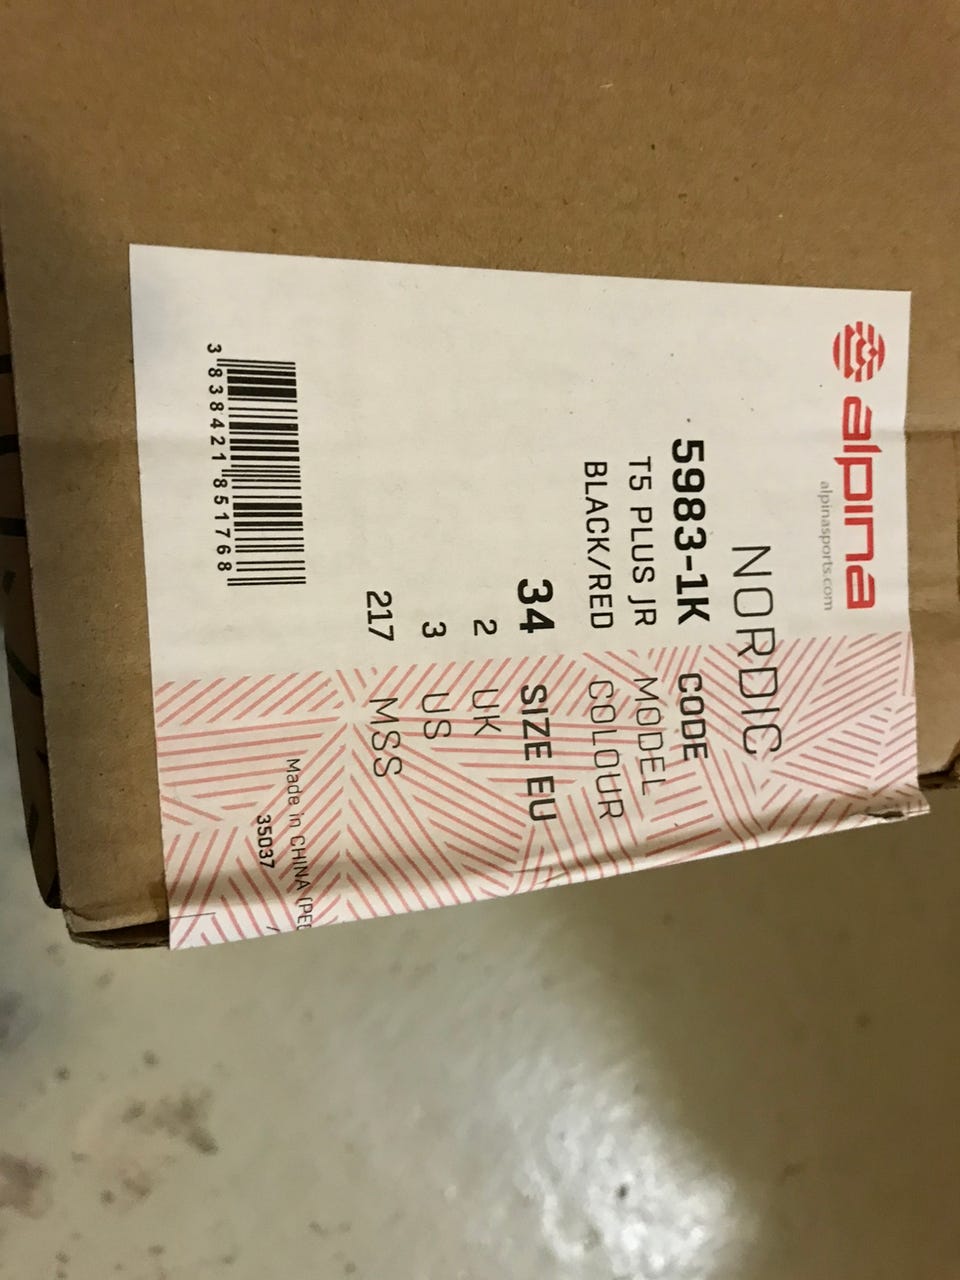 alpina
alpinasports.com
NORDIC
5983-1K CODE
T5 PLUS JR MODEL
BLACK/RED COLOUR
34 SIZE EU
2 UK
3 US
217 MSS
3 838421 851768
Made in CHINA
35037